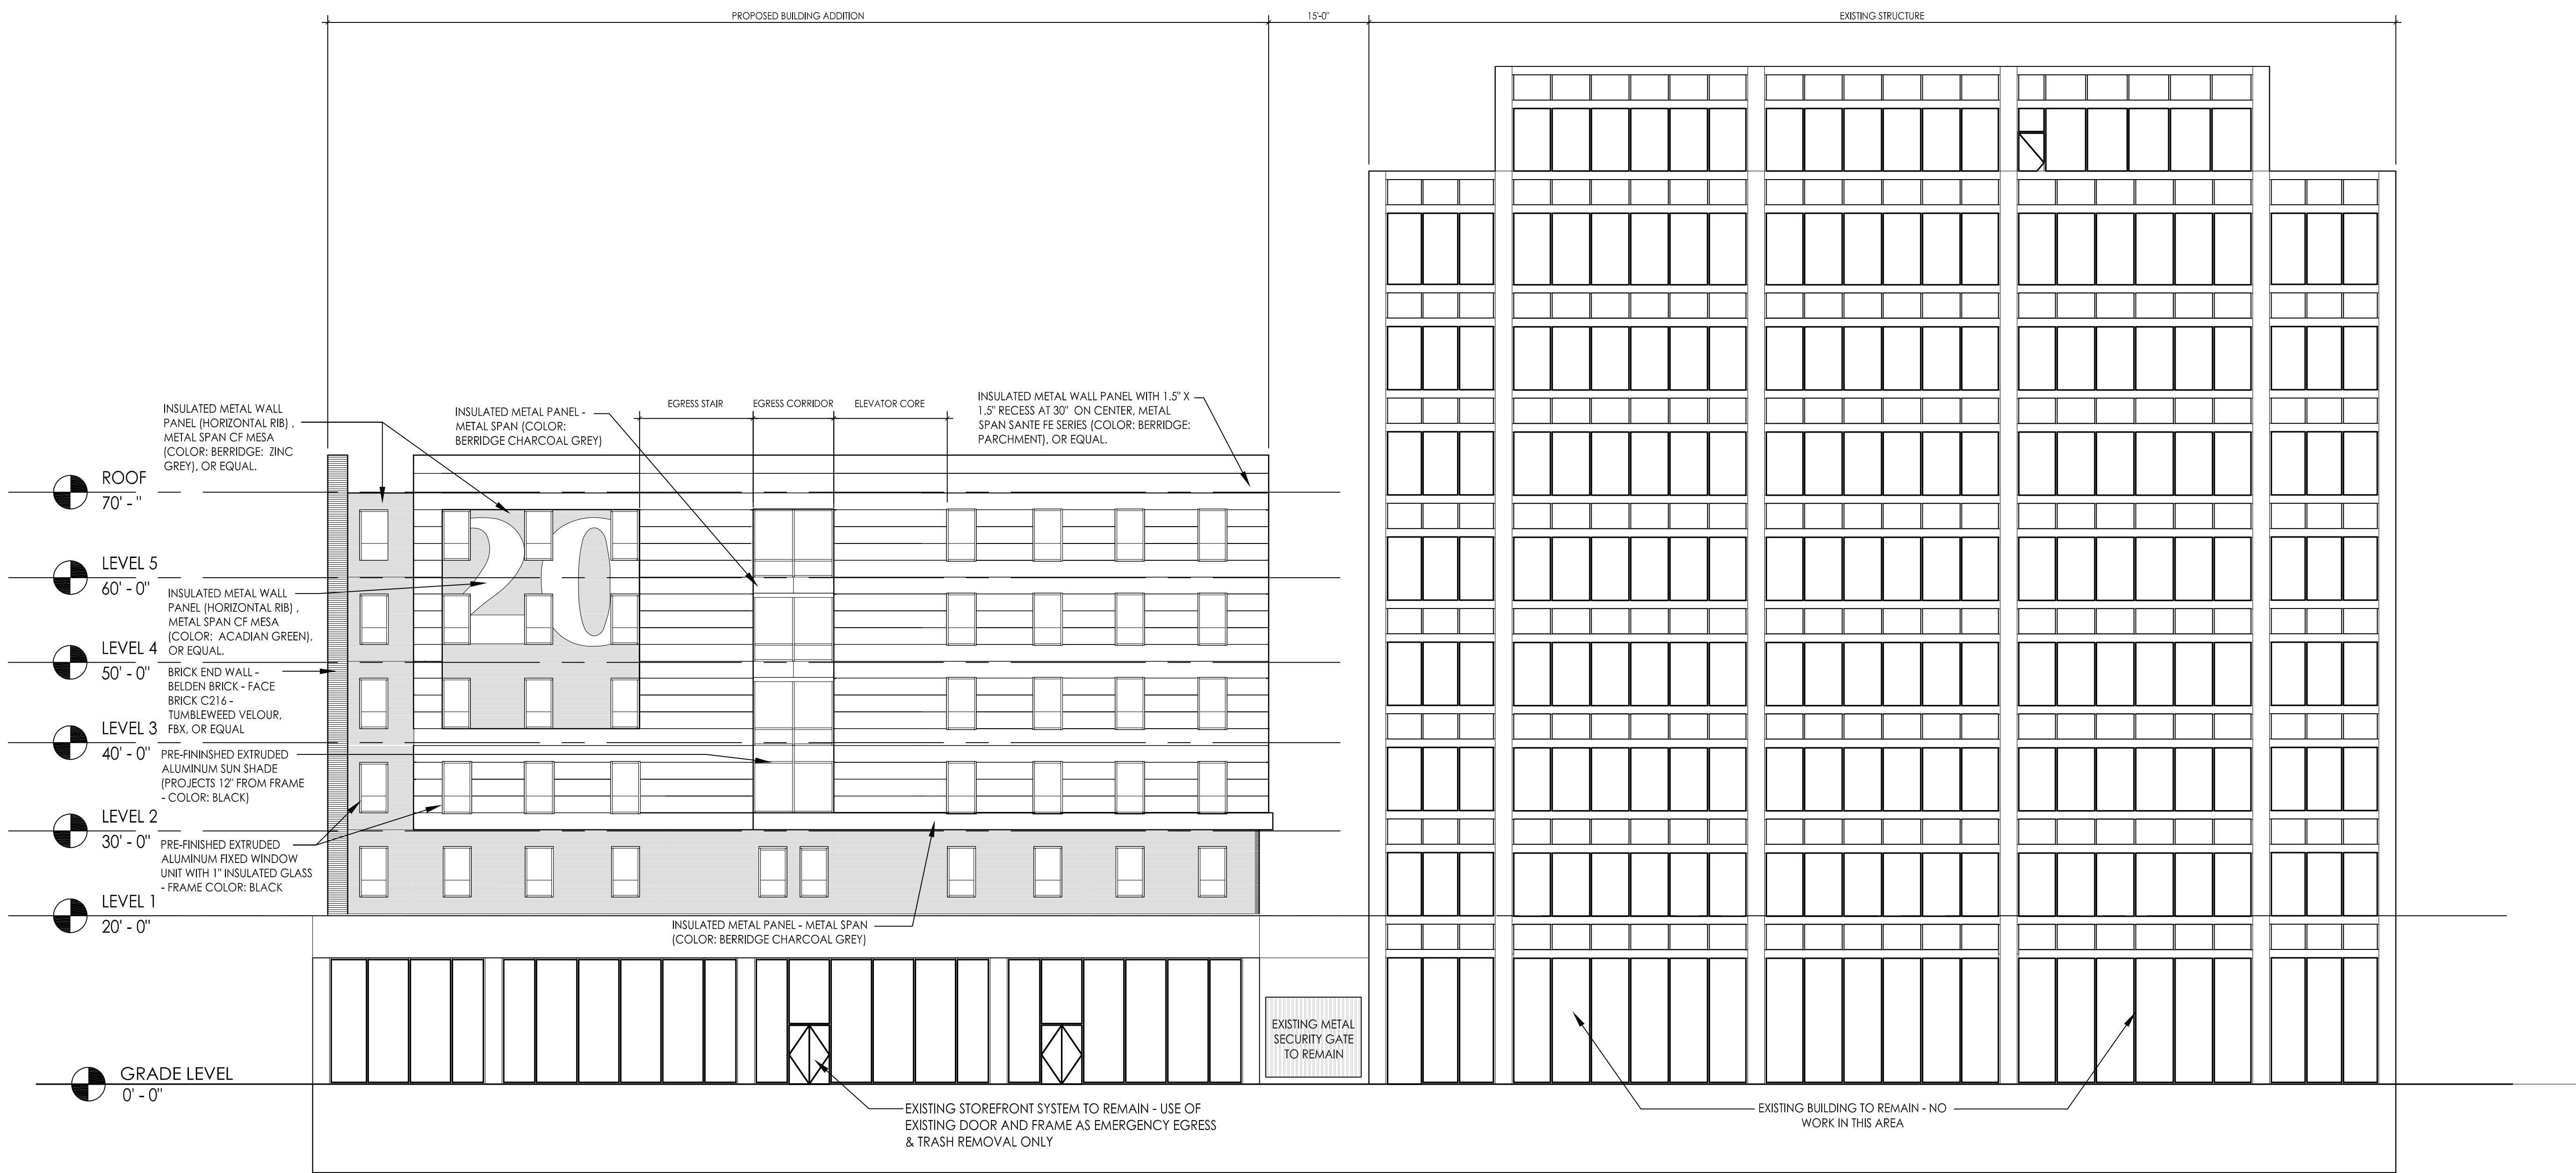 PROPOSED BUILDING ADDITION
15'-0"
EXISTING STRUCTURE
INSULATED METAL WALL
PANEL (HORIZONTAL RIB) ,
METAL SPAN CF MESA
(COLOR: BERRIDGE: ZINC
GREY), OR EQUAL.
INSULATED METAL PANEL -
METAL SPAN (COLOR:
BERRIDGE CHARCOAL GREY)
EGRESS STAIR
EGRESS CORRIDOR
ELEVATOR CORE
INSULATED METAL WALL PANEL WITH 1.5" X
1.5" RECESS AT 30" ON CENTER, METAL
SPAN SANTE FE SERIES (COLOR: BERRIDGE:
PARCHMENT), OR EQUAL.
ROOF
70' - "
20
LEVEL 5
60' - 0"
INSULATED METAL WALL
PANEL (HORIZONTAL RIB) ,
METAL SPAN CF MESA
(COLOR: ACADIAN GREEN),
OR EQUAL.
LEVEL 4
50' - 0"
BRICK END WALL -
BELDEN BRICK - FACE
BRICK C216 -
TUMBLEWEED VELOUR,
FBX, OR EQUAL
LEVEL 3
40' - 0"
PRE-FININSHED EXTRUDED
ALUMINUM SUN SHADE
(PROJECTS 12" FROM FRAME
- COLOR: BLACK)
LEVEL 2
30' - 0"
PRE-FINISHED EXTRUDED
ALUMINUM FIXED WINDOW
UNIT WITH 1" INSULATED GLASS
- FRAME COLOR: BLACK
LEVEL 1
20' - 0"
INSULATED METAL PANEL - METAL SPAN
(COLOR: BERRIDGE CHARCOAL GREY)
EXISTING METAL
SECURITY GATE
TO REMAIN
GRADE LEVEL
0' - 0"
EXISTING STOREFRONT SYSTEM TO REMAIN - USE OF
EXISTING DOOR AND FRAME AS EMERGENCY EGRESS
& TRASH REMOVAL ONLY
EXISTING BUILDING TO REMAIN - NO
WORK IN THIS AREA